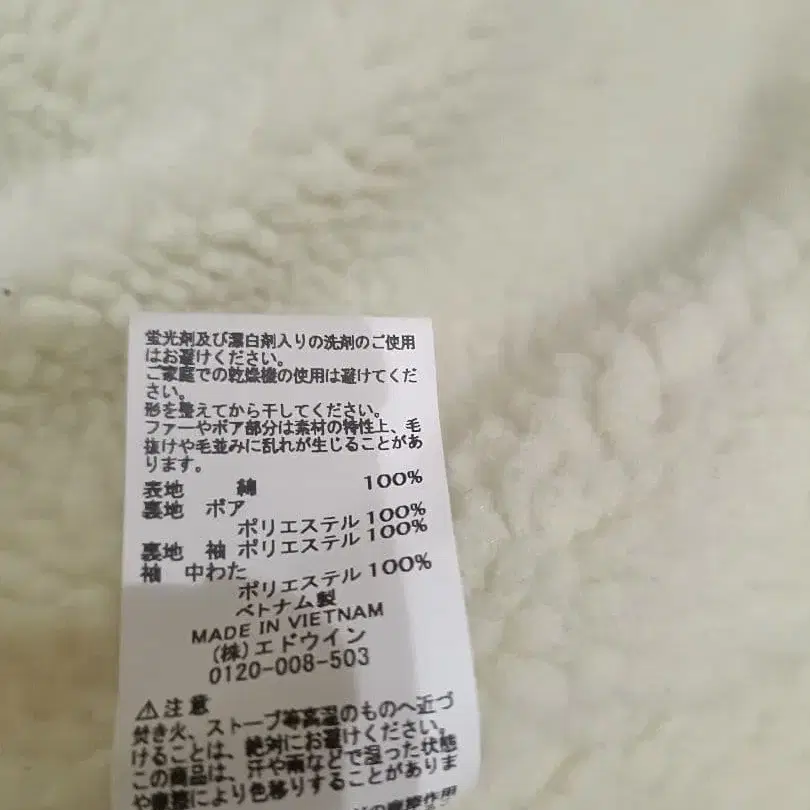 蛍光剤及び漂白剤入りの洗剤のご使用
はお避けください。
ご家庭での乾燥機の使用は避けてくだ
さい。
形を整えてから干してください。
ファーやボア部分は素材の特性上、毛
抜けや毛並みに乱れが生じることがあ
ります。
表地 綿 100%
裏地 ボア
ポリエステル 100%
裏地 袖 ポリエステル 100%
袖 中わた
ポリエステル 100%
ベトナム製
MADE IN VIETNAM
(株)エドウイン
0120-008-503
⚠注意
焚き火、ストーブ等高温のものへ近づ
けることは、絶対にお避けください。
この商品は、汗や雨などで湿った状態
や摩擦により色移りすることがありま
の摩擦作用